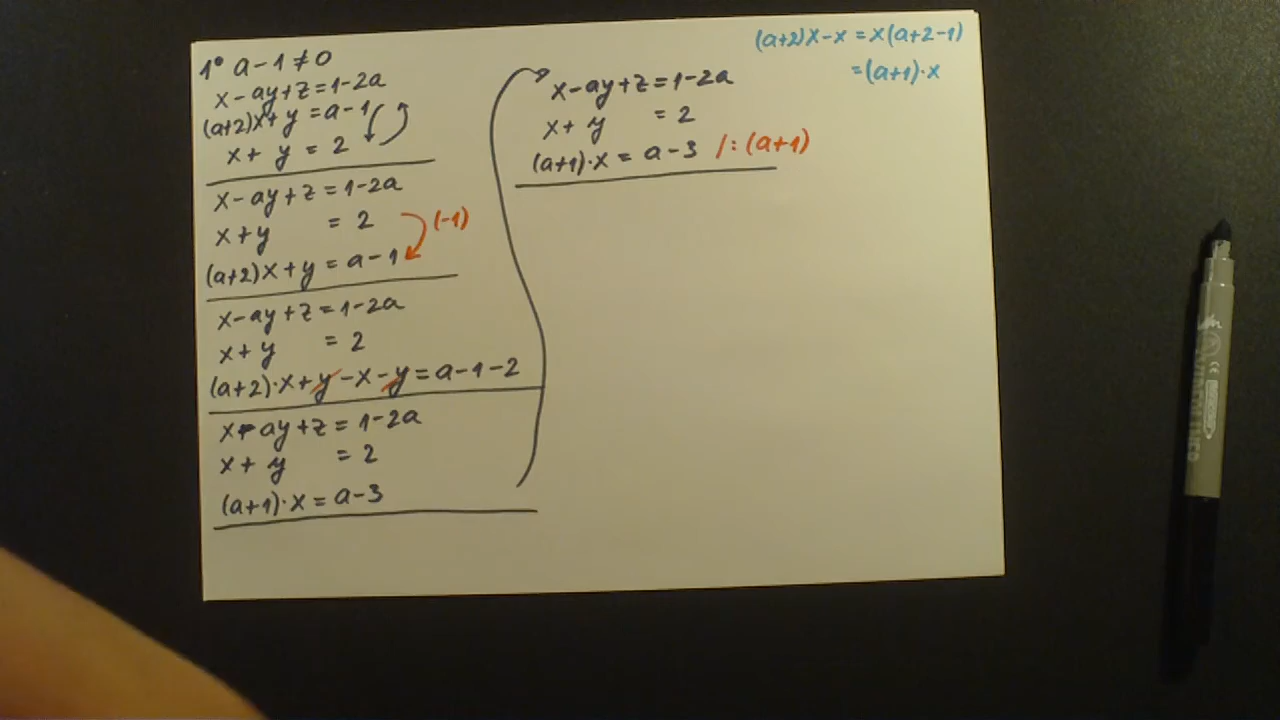 1° a-1≠0
x-ay+z=1-2a
(a+2)x+y=a-1
x+y=2
x-ay+z=1-2a
x+y =2
(-1)
(a+2)x+y=a-1
x-ay+z=1-2a
x+y =2
(a+2)·x+y-x-y=a-1-2
x-ay+z=1-2a
x+y =2
(a+1)·x=a-3
x-ay+z=1-2a
x+y =2
(a+1)·x=a-3 /:(a+1)
(a+2)x-x=x(a+2-1)
=(a+1)·x